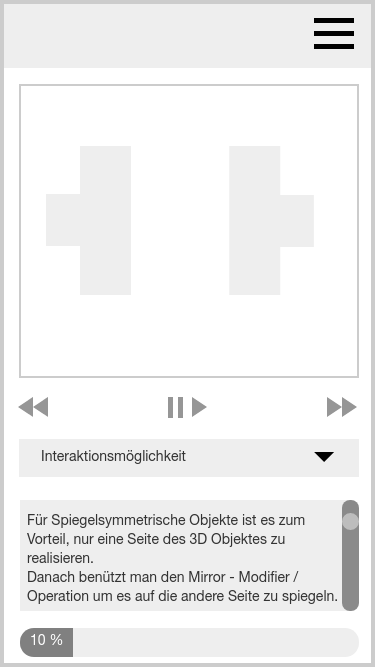 Interaktionsmöglichkeit
Für Spiegelsymmetrische Objekte ist es zum
Vorteil, nur eine Seite des 3D Objektes zu
realisieren.
Danach benützt man den Mirror - Modifier /
Operation um es auf die andere Seite zu spiegeln.
10 %